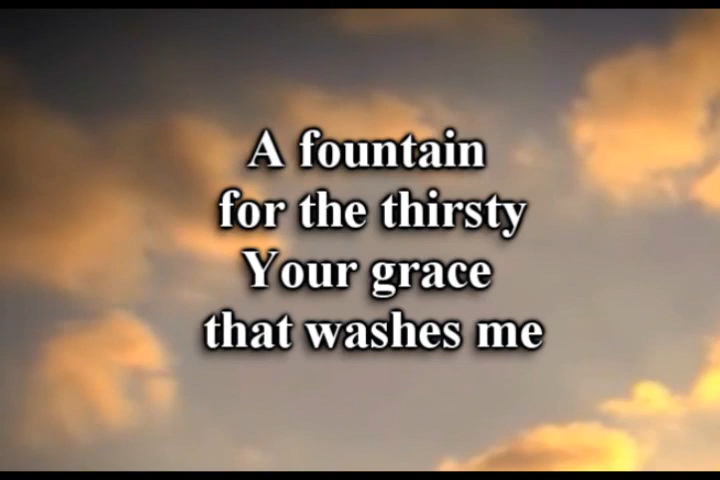 A fountain
for the thirsty
Your grace
that washes me